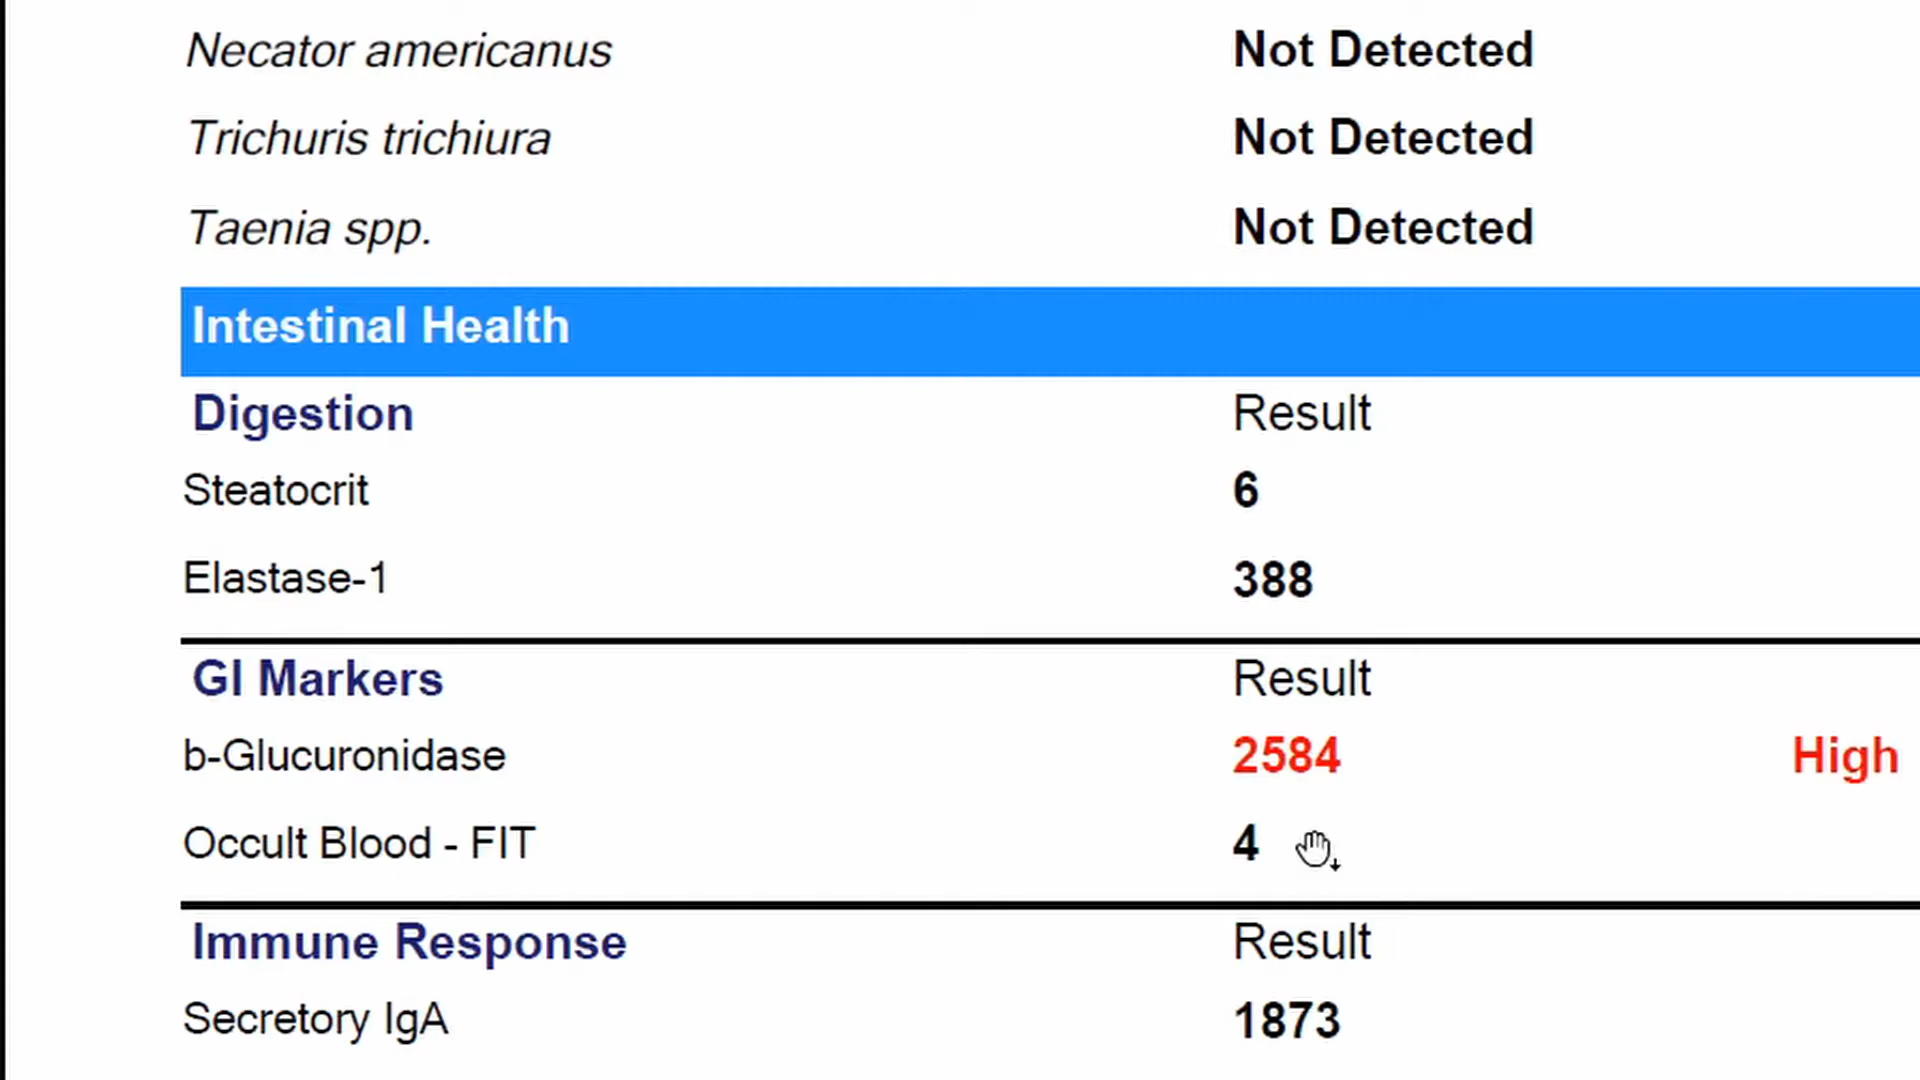 Necator americanus Not Detected
Trichuris trichiura Not Detected
Taenia spp. Not Detected
Intestinal Health
Digestion Result
Steatocrit 6
Elastase-1 388
GI Markers Result
b-Glucuronidase 2584 High
Occult Blood - FIT 4
Immune Response Result
Secretory IgA 1873